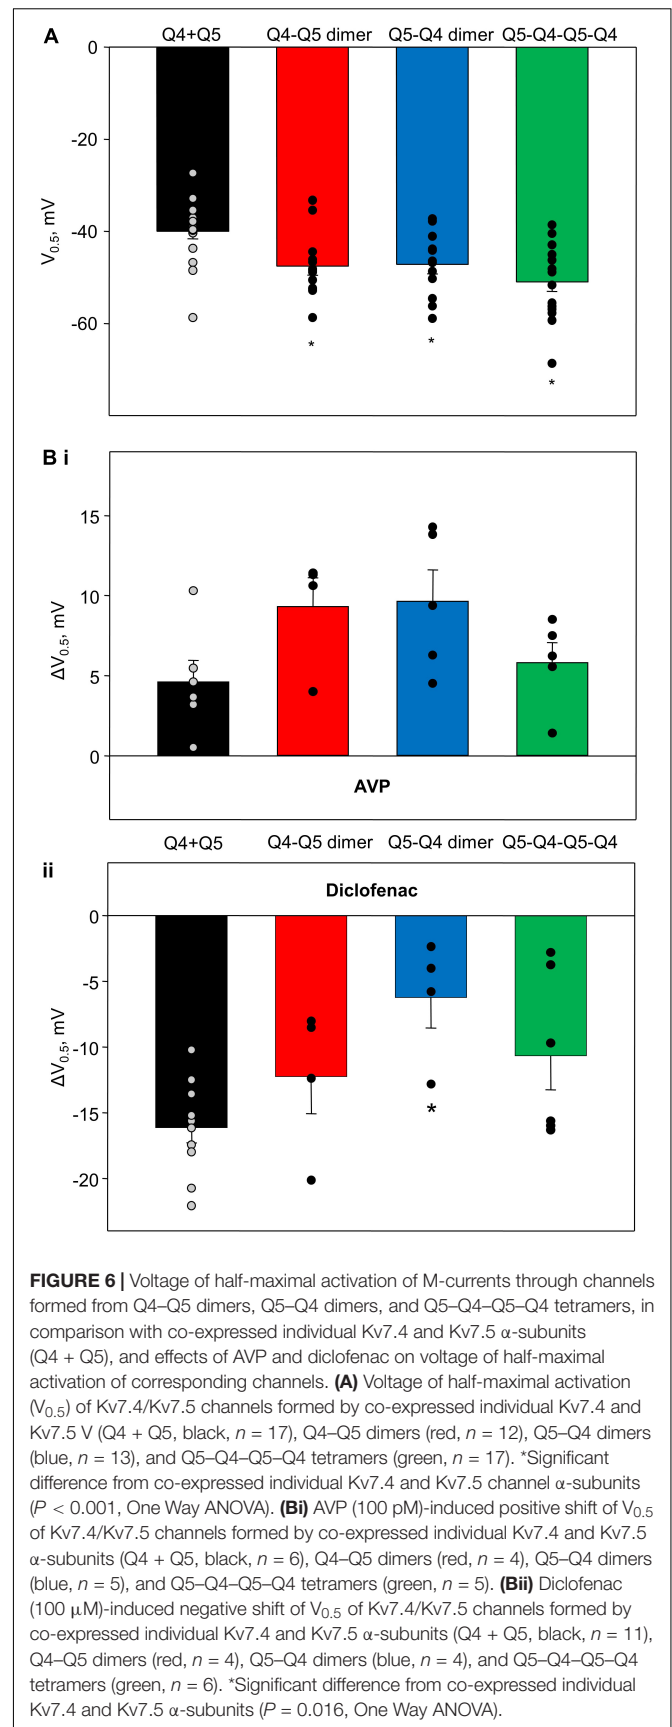 A
Q4+Q5 Q4-Q5 dimer Q5-Q4 dimer Q5-Q4-Q5-Q4
0
-20
-40
-60
V0.5, mV
* * *
B i
15
10
5
0
ΔV0.5, mV
AVP
Q4+Q5 Q4-Q5 dimer Q5-Q4 dimer Q5-Q4-Q5-Q4
ii
Diclofenac
0
-5
-10
-15
-20
ΔV0.5, mV
*
FIGURE 6 | Voltage of half-maximal activation of M-currents through channels
formed from Q4–Q5 dimers, Q5–Q4 dimers, and Q5–Q4–Q5–Q4 tetramers, in
comparison with co-expressed individual Kv7.4 and Kv7.5 α-subunits
(Q4 + Q5), and effects of AVP and diclofenac on voltage of half-maximal
activation of corresponding channels. (A) Voltage of half-maximal activation
(V0.5) of Kv7.4/Kv7.5 channels formed by co-expressed individual Kv7.4 and
Kv7.5 V (Q4 + Q5, black, n = 17), Q4–Q5 dimers (red, n = 12), Q5–Q4 dimers
(blue, n = 13), and Q5–Q4–Q5–Q4 tetramers (green, n = 17). *Significant
difference from co-expressed individual Kv7.4 and Kv7.5 channel α-subunits
(P < 0.001, One Way ANOVA). (Bi) AVP (100 pM)-induced positive shift of V0.5
of Kv7.4/Kv7.5 channels formed by co-expressed individual Kv7.4 and Kv7.5
α-subunits (Q4 + Q5, black, n = 6), Q4–Q5 dimers (red, n = 4), Q5–Q4 dimers
(blue, n = 5), and Q5–Q4–Q5–Q4 tetramers (green, n = 5). (Bii) Diclofenac
(100 μM)-induced negative shift of V0.5 of Kv7.4/Kv7.5 channels formed by
co-expressed individual Kv7.4 and Kv7.5 α-subunits (Q4 + Q5, black, n = 11),
Q4–Q5 dimers (red, n = 4), Q5–Q4 dimers (blue, n = 4), and Q5–Q4–Q5–Q4
tetramers (green, n = 6). *Significant difference from co-expressed individual
Kv7.4 and Kv7.5 α-subunits (P = 0.016, One Way ANOVA).